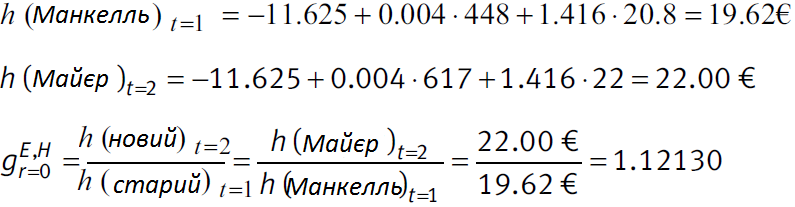 h (Манкелль) t=1 = −11.625 + 0.004 · 448 + 1.416 · 20.8 = 19.62€
h (Майєр )t=2 = −11.625 + 0.004 · 617 + 1.416 · 22 = 22.00 €
g^{E,H}_{r=0} = h (новий) t=2 / h (старий) t=1 = h (Майєр )t=2 / h (Манкелль)t=1 = 22.00 € / 19.62 € = 1.12130